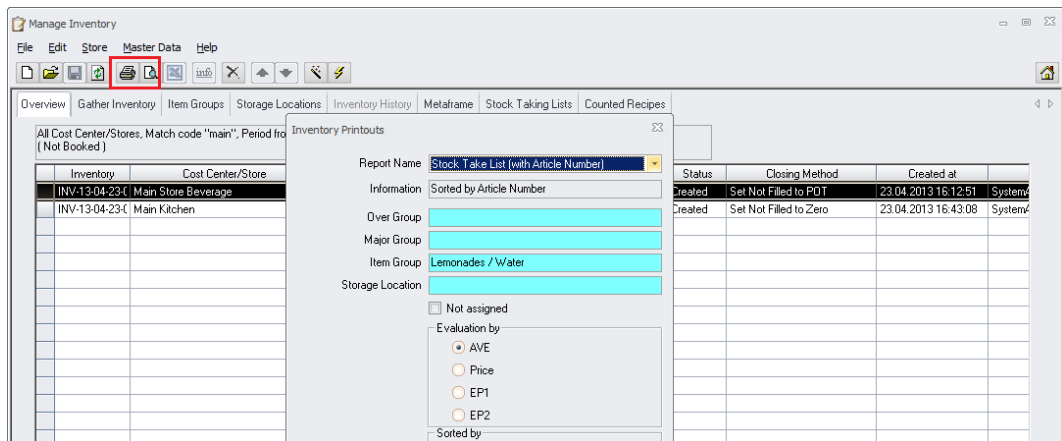 Manage Inventory
File Edit Store Master Data Help
info
Overview Gather Inventory Item Groups Storage Locations Inventory History Metaframe Stock Taking Lists Counted Recipes
All Cost Center/Stores, Match code "main", Period fro
( Not Booked )
Inventory Printouts
Report Name Stock Take List (with Article Number)
Information Sorted by Article Number
Over Group
Major Group
Item Group Lemonades / Water
Storage Location
Not assigned
Evaluation by
AVE
Price
EP1
EP2
Sorted by
Inventory Cost Center/Store Status Closing Method Created at
INV-13-04-23-( Main Store Beverage Created Set Not Filled to POT 23.04.2013 16:12:51 System4
INV-13-04-23-( Main Kitchen Created Set Not Filled to Zero 23.04.2013 16:43:08 System4